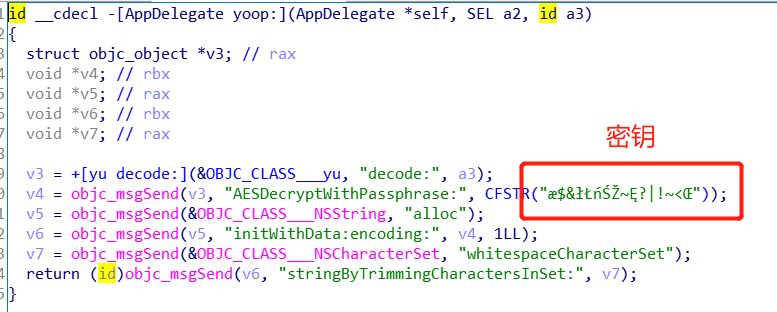 id __cdecl -[AppDelegate yoop:](AppDelegate *self, SEL a2, id a3)
{
struct objc_object *v3; // rax
void *v4; // rbx
void *v5; // rax
void *v6; // rbx
void *v7; // rax
密钥
v3 = +[yu decode:](&OBJC_CLASS___yu, "decode:", a3);
v4 = objc_msgSend(v3, "AESDecryptWithPassphrase:", CFSTR("æ$&łŁńŚŽ~Ę?|!~<Œ"));
v5 = objc_msgSend(&OBJC_CLASS___NSString, "alloc");
v6 = objc_msgSend(v5, "initWithData:encoding:", v4, 1LL);
v7 = objc_msgSend(&OBJC_CLASS___NSCharacterSet, "whitespaceCharacterSet");
return (id)objc_msgSend(v6, "stringByTrimmingCharactersInSet:", v7);
}